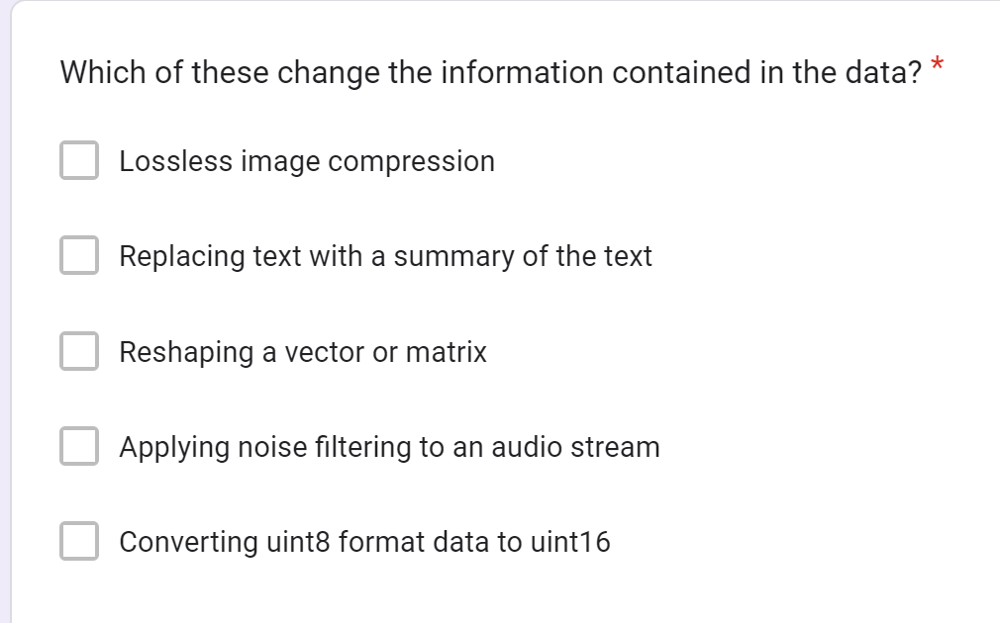 Which of these change the information contained in the data? *
Lossless image compression
Replacing text with a summary of the text
Reshaping a vector or matrix
Applying noise filtering to an audio stream
Converting uint8 format data to uint16